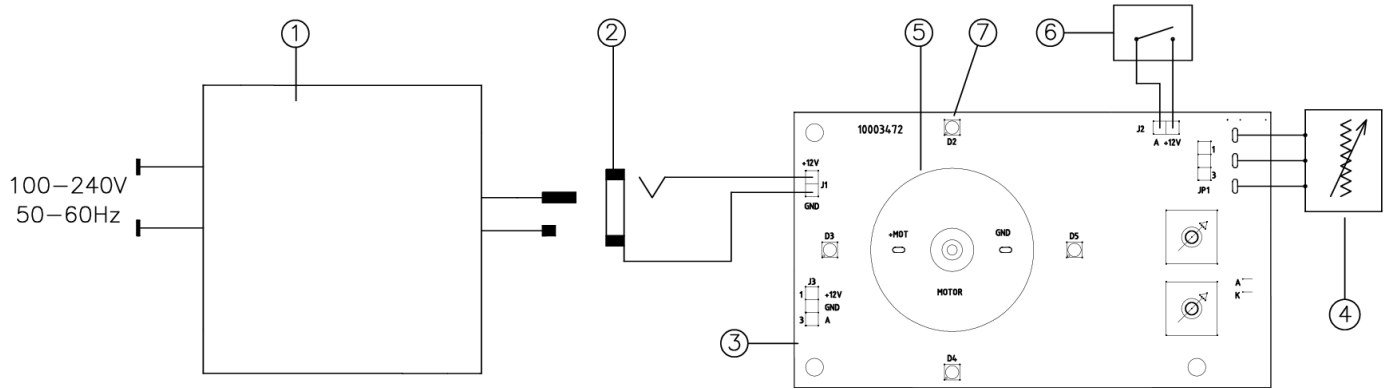 1
2
5
7
6
100-240V
50-60Hz
10003472
D2
J2
A +12V
1
3
JP1
+12V
J1
GND
D3
+MOT
GND
D5
MOTOR
J3
1 +12V
GND
3 A
A
K
D4
3
4